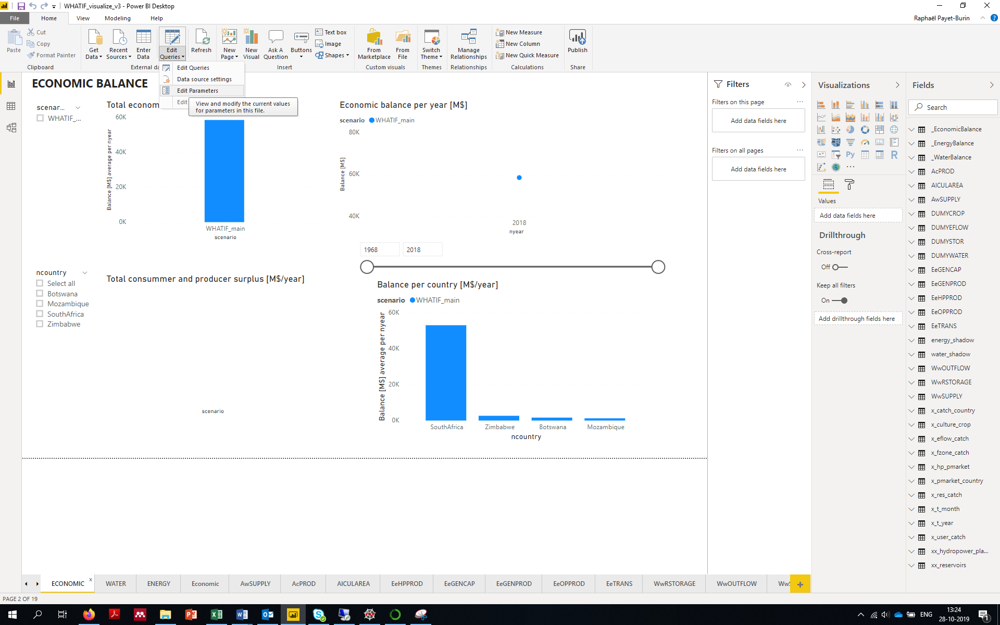 WHATIF_visualize_v3 - Power BI Desktop
File
Home
View
Modeling
Help
Raphaël Payet-Burin
Paste
Cut
Copy
Format Painter
Clipboard
Get Data
Recent Sources
Enter Data
Edit Queries
Refresh
External da
New Page
New Visual
Ask A Question
Buttons
Text box
Image
Shapes
Insert
From Marketplace
From File
Custom visuals
Switch Theme
Themes
Manage Relationships
Relationships
New Measure
New Column
New Quick Measure
Calculations
Publish
Share
Edit Queries
Data source settings
Edit Parameters
Edit
View and modify the current values
for parameters in this file.
ECONOMIC BALANCE
scenar...
WHATIF_...
Total econom
60K
40K
20K
0K
Balance [M$] average per nyear
WHATIF_main
scenario
Economic balance per year [M$]
scenario WHATIF_main
80K
60K
40K
Balance [M$]
2018
nyear
1968
2018
ncountry
Select all
Botswana
Mozambique
SouthAfrica
Zimbabwe
Total consummer and producer surplus [M$/year]
scenario
Balance per country [M$/year]
scenario WHATIF_main
60K
40K
20K
0K
Balance [M$] average per nyear
SouthAfrica
Zimbabwe
Botswana
Mozambique
ncountry
Filters
Filters on this page
Add data fields here
Filters on all pages
Add data fields here
Visualizations
Py
R
123
Values
Add data fields here
Drillthrough
Cross-report
Off
Keep all filters
On
Add drillthrough fields here
Fields
Search
_EconomicBalance
_EnergyBalance
_WaterBalance
AcPROD
AICULAREA
AwSUPPLY
DUMYCROP
DUMYEFLOW
DUMYSTOR
DUMYWATER
EeGENCAP
EeGENPROD
EeHPPROD
EeOPPROD
EeTRANS
energy_shadow
water_shadow
WwOUTFLOW
WwRSTORAGE
WwSUPPLY
x_catch_country
x_culture_crop
x_eflow_catch
x_fzone_catch
x_hp_pmarket
x_pmarket_country
x_res_catch
x_t_month
x_t_year
x_user_catch
xx_hydropower_pla...
xx_reservoirs
ECONOMIC x
WATER
ENERGY
Economic
AwSUPPLY
AcPROD
AICULAREA
EeHPPROD
EeGENCAP
EeGENPROD
EeOPPROD
EeTRANS
WwRSTORAGE
WwOUTFLOW
Ww
PAGE 2 OF 19
ENG
13:24
28-10-2019
1